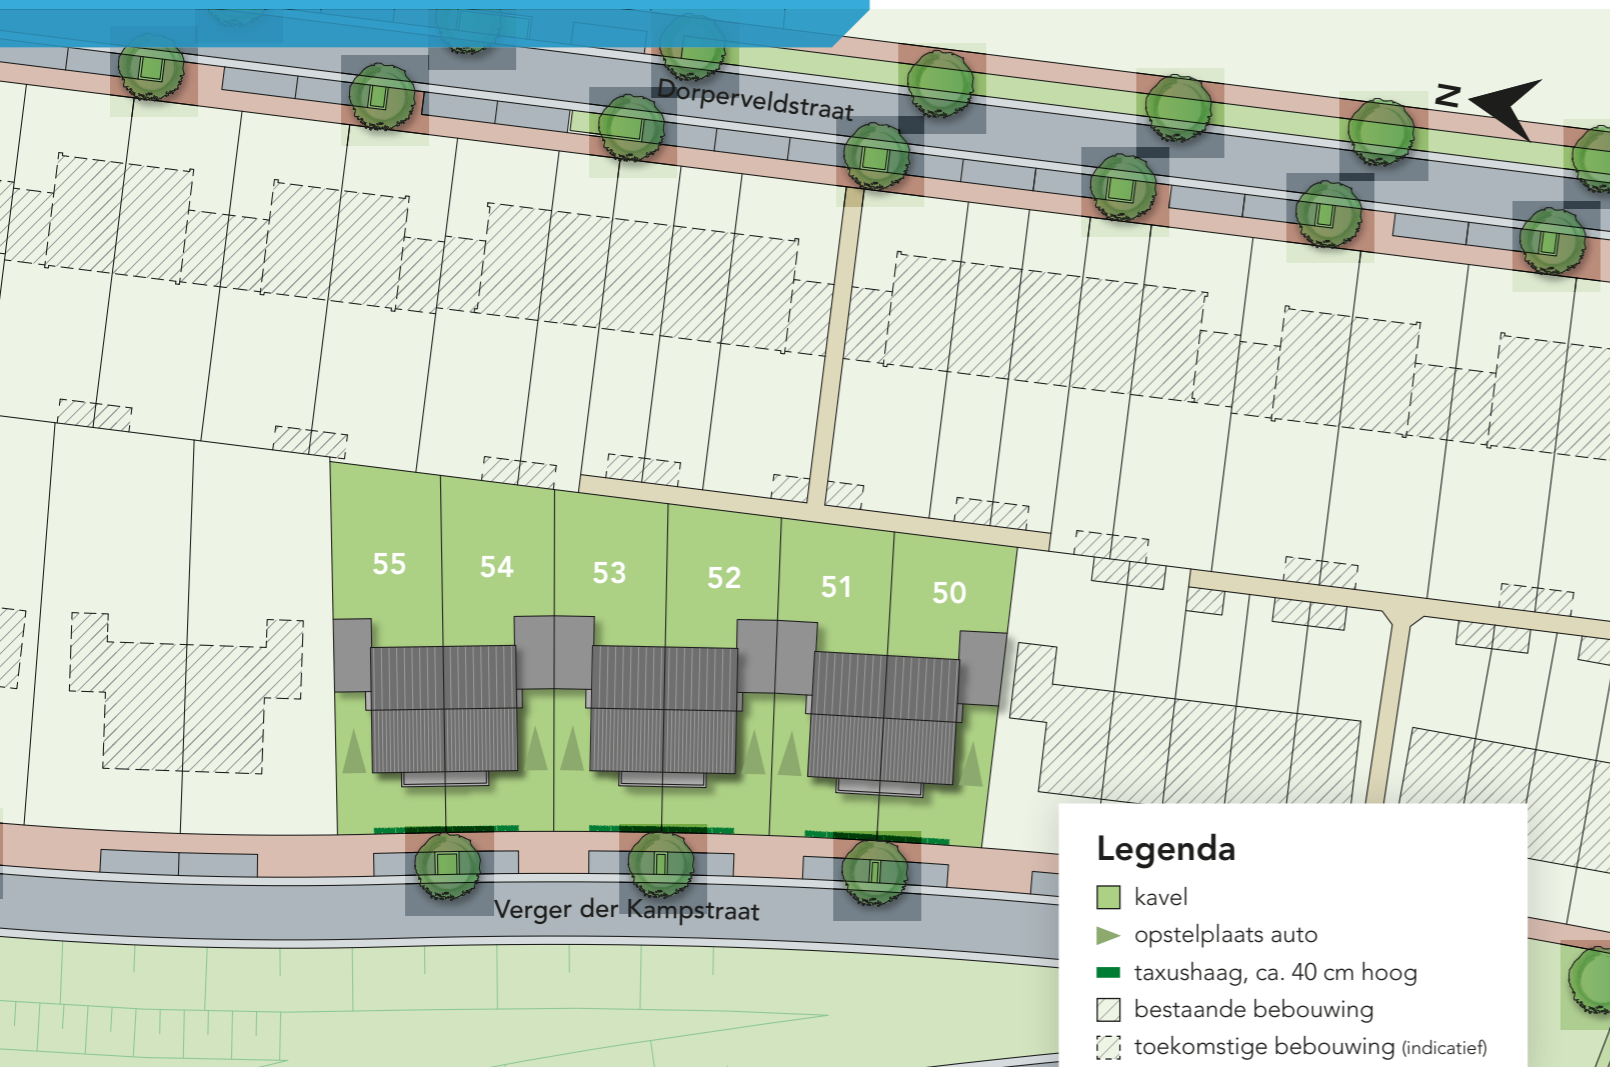 Dorperveldstraat
N
55
54
53
52
51
50
Verger der Kampstraat
Legenda
kavel
opstelplaats auto
taxushaag, ca. 40 cm hoog
bestaande bebouwing
toekomstige bebouwing (indicatief)